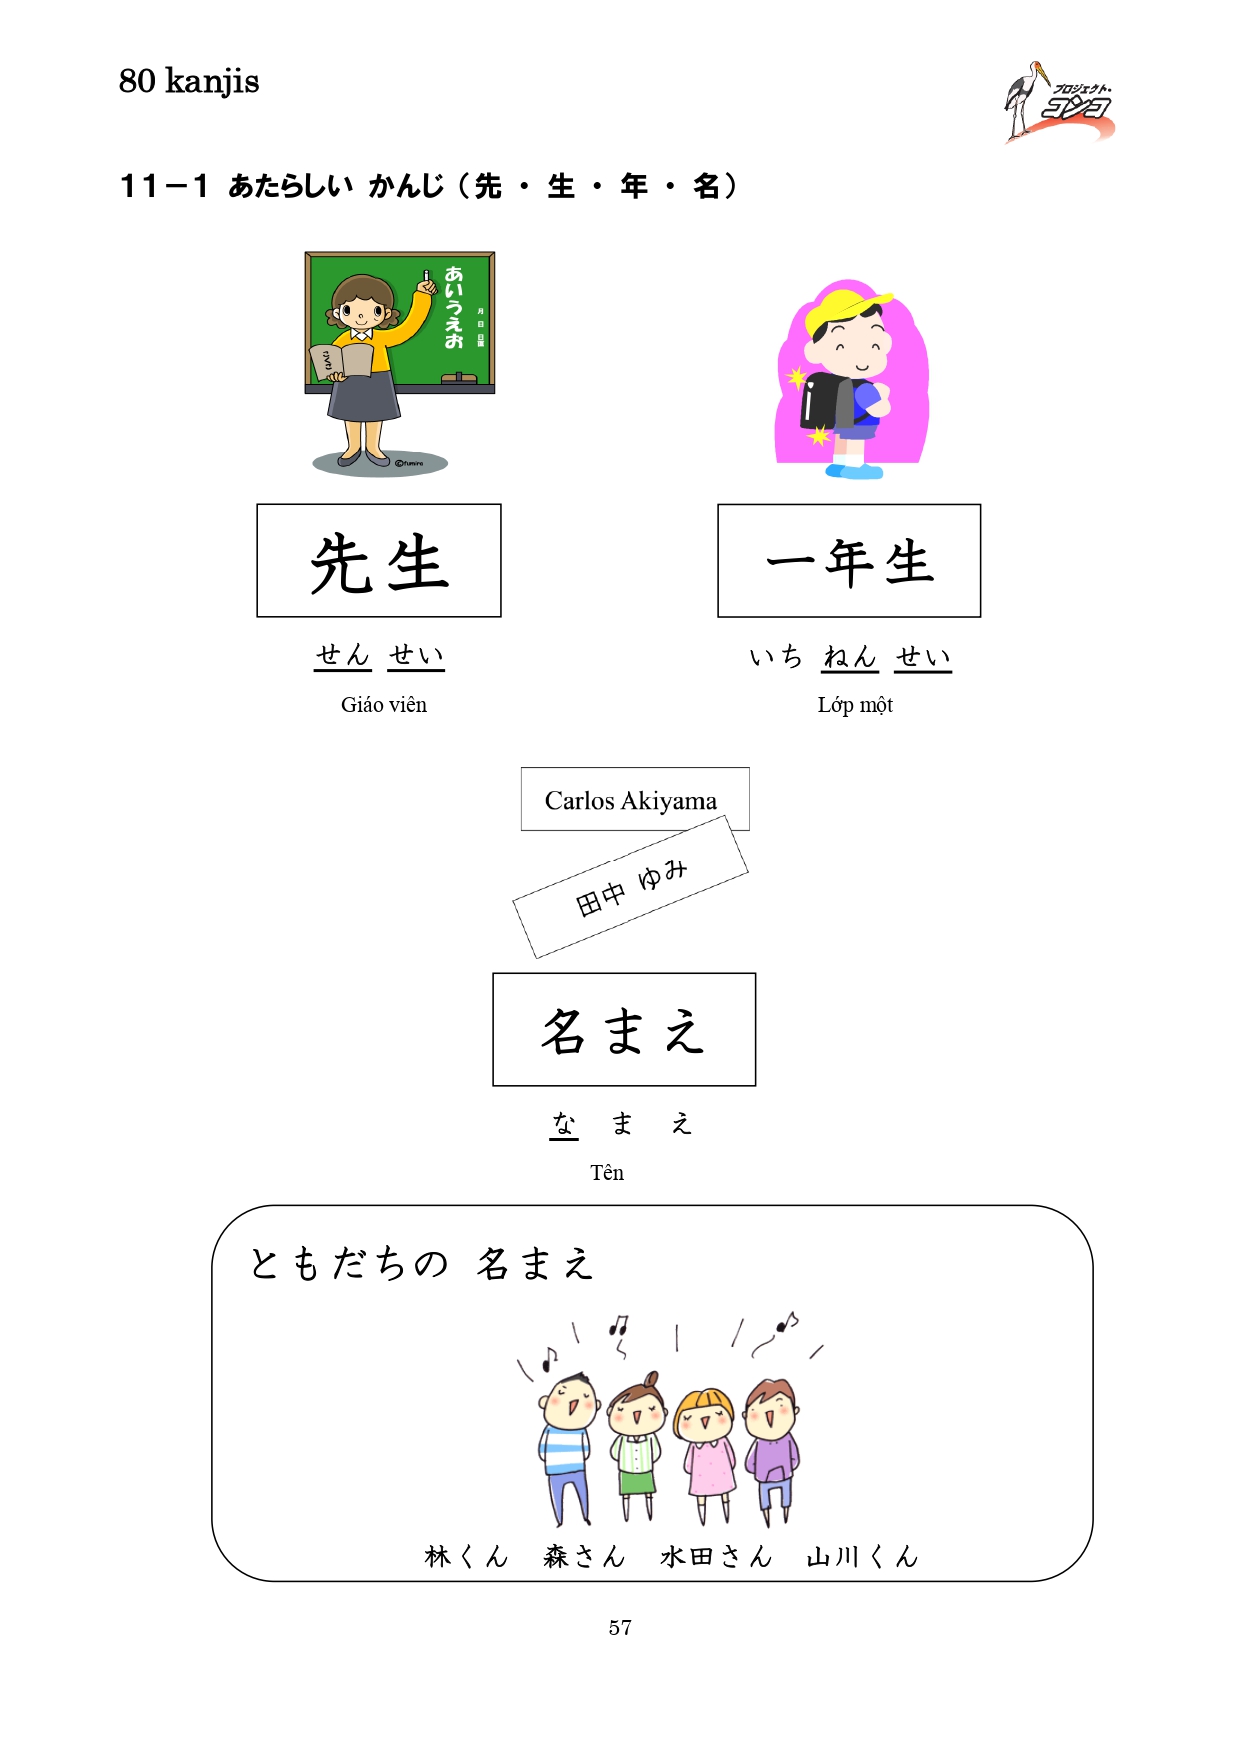 80 kanjis
プロジェクト・
コンコ
11－1 あたらしい かんじ（先 ・ 生 ・ 年 ・ 名）
あいうえお
月 日
こくご
©fumira
先生
せん せい
Giáo viên
一年生
いち ねん せい
Lớp một
Carlos Akiyama
田中 ゆみ
名まえ
な ま え
Tên
ともだちの 名まえ
林くん 森さん 水田さん 山川くん
57